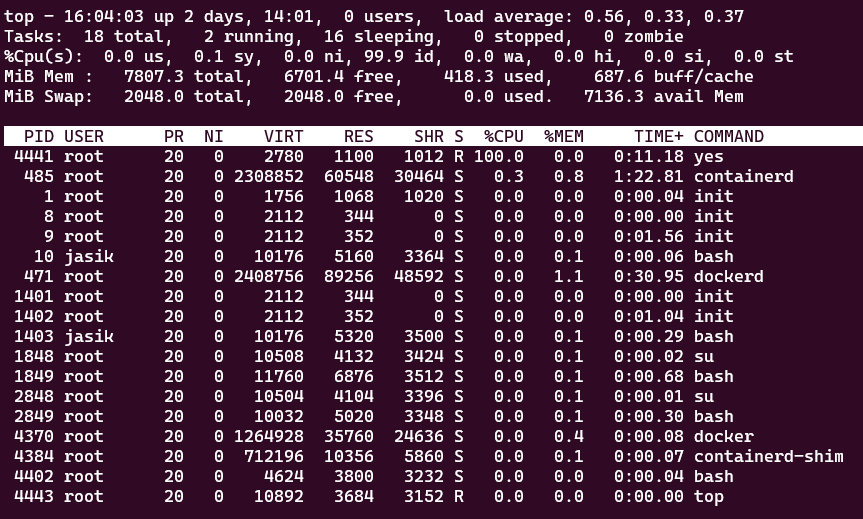 top - 16:04:03 up 2 days, 14:01,  0 users,  load average: 0.56, 0.33, 0.37
Tasks:  18 total,   2 running,  16 sleeping,   0 stopped,   0 zombie
%Cpu(s):  0.0 us,  0.1 sy,  0.0 ni, 99.9 id,  0.0 wa,  0.0 hi,  0.0 si,  0.0 st
MiB Mem :   7807.3 total,   6701.4 free,    418.3 used,    687.6 buff/cache
MiB Swap:   2048.0 total,   2048.0 free,      0.0 used.   7136.3 avail Mem
PID USER      PR  NI    VIRT    RES    SHR S  %CPU  %MEM     TIME+ COMMAND
4441 root      20   0    2780   1100   1012 R 100.0   0.0   0:11.18 yes
485 root      20   0 2308852  60548  30464 S   0.3   0.8   1:22.81 containerd
1 root      20   0    1756   1068   1020 S   0.0   0.0   0:00.04 init
8 root      20   0    2112    344      0 S   0.0   0.0   0:00.00 init
9 root      20   0    2112    352      0 S   0.0   0.0   0:01.56 init
10 jasik     20   0   10176   5160   3364 S   0.0   0.1   0:00.06 bash
471 root      20   0 2408756  89256  48592 S   0.0   1.1   0:30.95 dockerd
1401 root      20   0    2112    344      0 S   0.0   0.0   0:00.00 init
1402 root      20   0    2112    352      0 S   0.0   0.0   0:01.04 init
1403 jasik     20   0   10176   5320   3500 S   0.0   0.1   0:00.29 bash
1848 root      20   0   10508   4132   3424 S   0.0   0.1   0:00.02 su
1849 root      20   0   11760   6876   3512 S   0.0   0.1   0:00.68 bash
2848 root      20   0   10504   4104   3396 S   0.0   0.1   0:00.01 su
2849 root      20   0   10032   5020   3348 S   0.0   0.1   0:00.30 bash
4370 root      20   0 1264928  35760  24636 S   0.0   0.4   0:00.08 docker
4384 root      20   0  712196  10356   5860 S   0.0   0.1   0:00.07 containerd-shim
4402 root      20   0    4624   3800   3232 S   0.0   0.0   0:00.04 bash
4443 root      20   0   10892   3684   3152 R   0.0   0.0   0:00.00 top